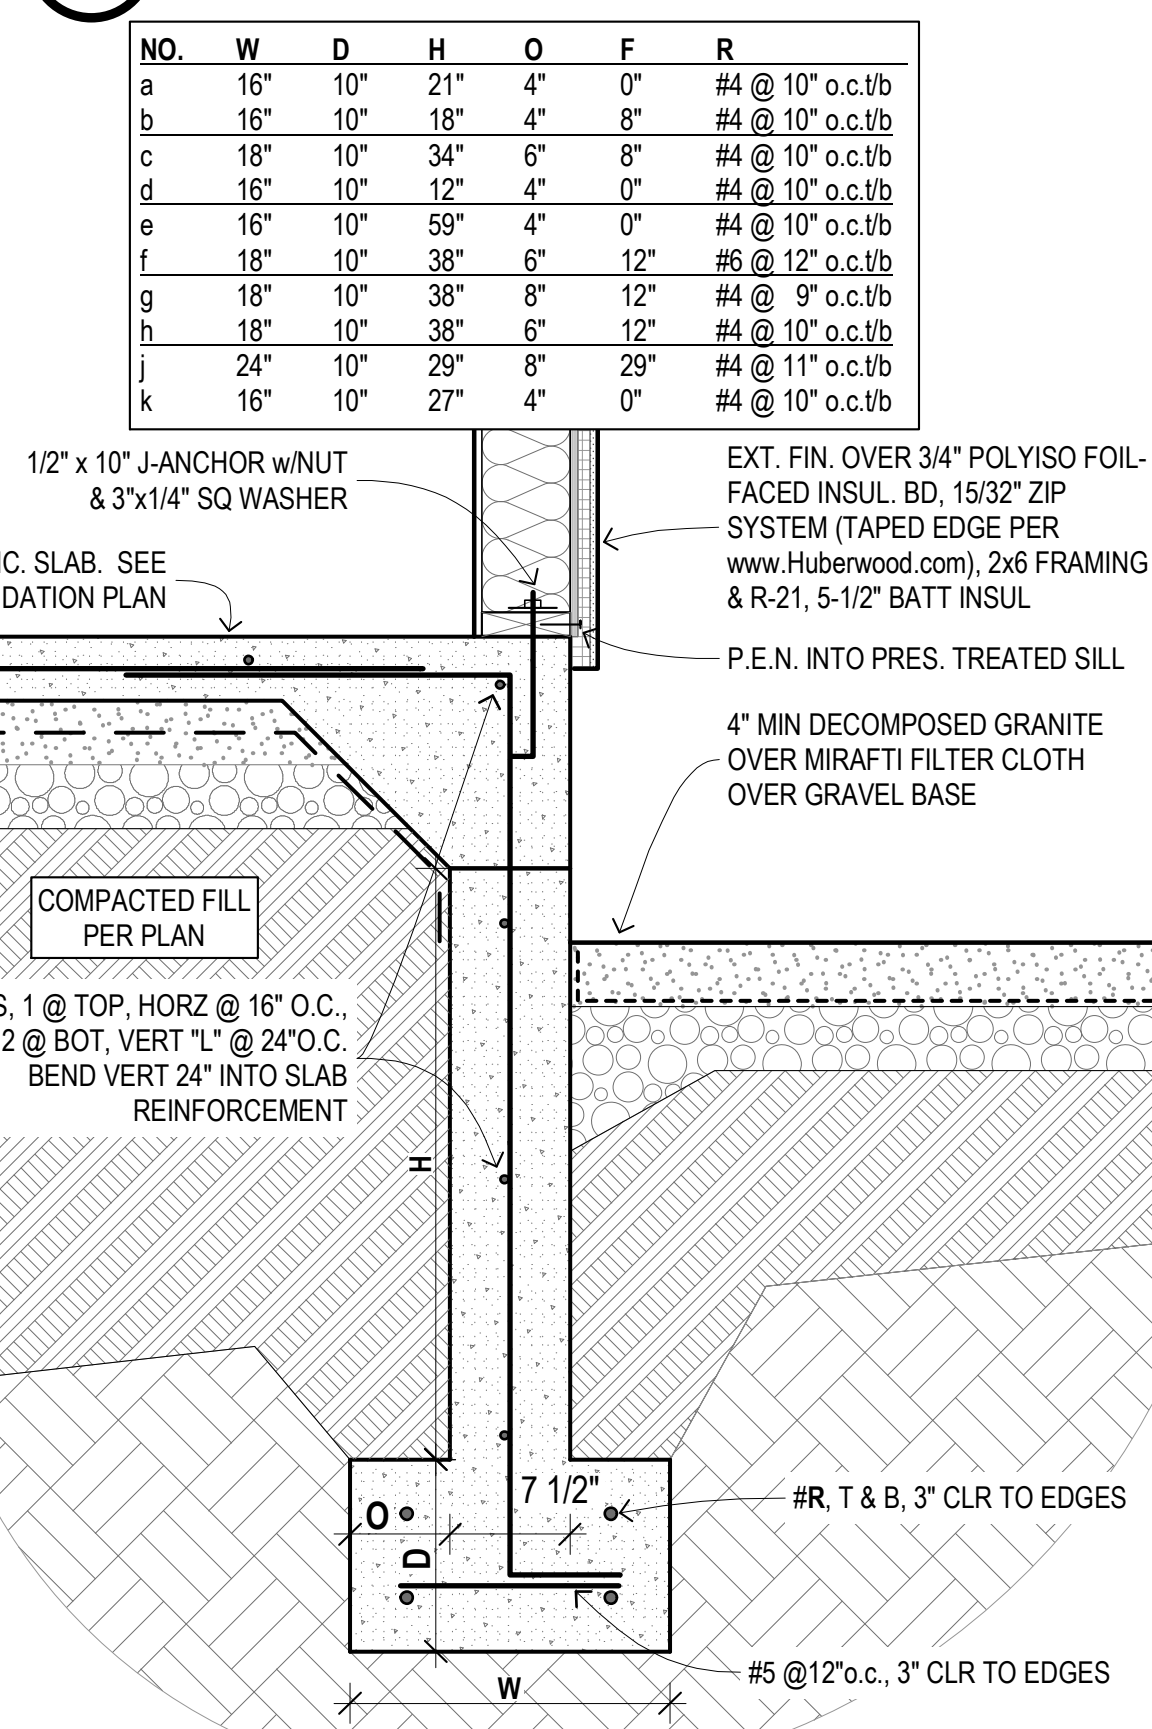 NO. W D H O F R
a 16" 10" 21" 4" 0" #4 @ 10" o.c.t/b
b 16" 10" 18" 4" 8" #4 @ 10" o.c.t/b
c 18" 10" 34" 6" 8" #4 @ 10" o.c.t/b
d 16" 10" 12" 4" 0" #4 @ 10" o.c.t/b
e 16" 10" 59" 4" 0" #4 @ 10" o.c.t/b
f 18" 10" 38" 6" 12" #6 @ 12" o.c.t/b
g 18" 10" 38" 8" 12" #4 @ 9" o.c.t/b
h 18" 10" 38" 6" 12" #4 @ 10" o.c.t/b
j 24" 10" 29" 8" 29" #4 @ 11" o.c.t/b
k 16" 10" 27" 4" 0" #4 @ 10" o.c.t/b
1/2" x 10" J-ANCHOR w/NUT
& 3"x1/4" SQ WASHER
NC. SLAB. SEE
DATION PLAN
EXT. FIN. OVER 3/4" POLYISO FOIL-
FACED INSUL. BD, 15/32" ZIP
SYSTEM (TAPED EDGE PER
www.Huberwood.com), 2x6 FRAMING
& R-21, 5-1/2" BATT INSUL
P.E.N. INTO PRES. TREATED SILL
4" MIN DECOMPOSED GRANITE
OVER MIRAFTI FILTER CLOTH
OVER GRAVEL BASE
COMPACTED FILL
PER PLAN
S, 1 @ TOP, HORZ @ 16" O.C.,
2 @ BOT, VERT "L" @ 24"O.C.
BEND VERT 24" INTO SLAB
REINFORCEMENT
H
7 1/2"
O
D
#R, T & B, 3" CLR TO EDGES
#5 @12"o.c., 3" CLR TO EDGES
W